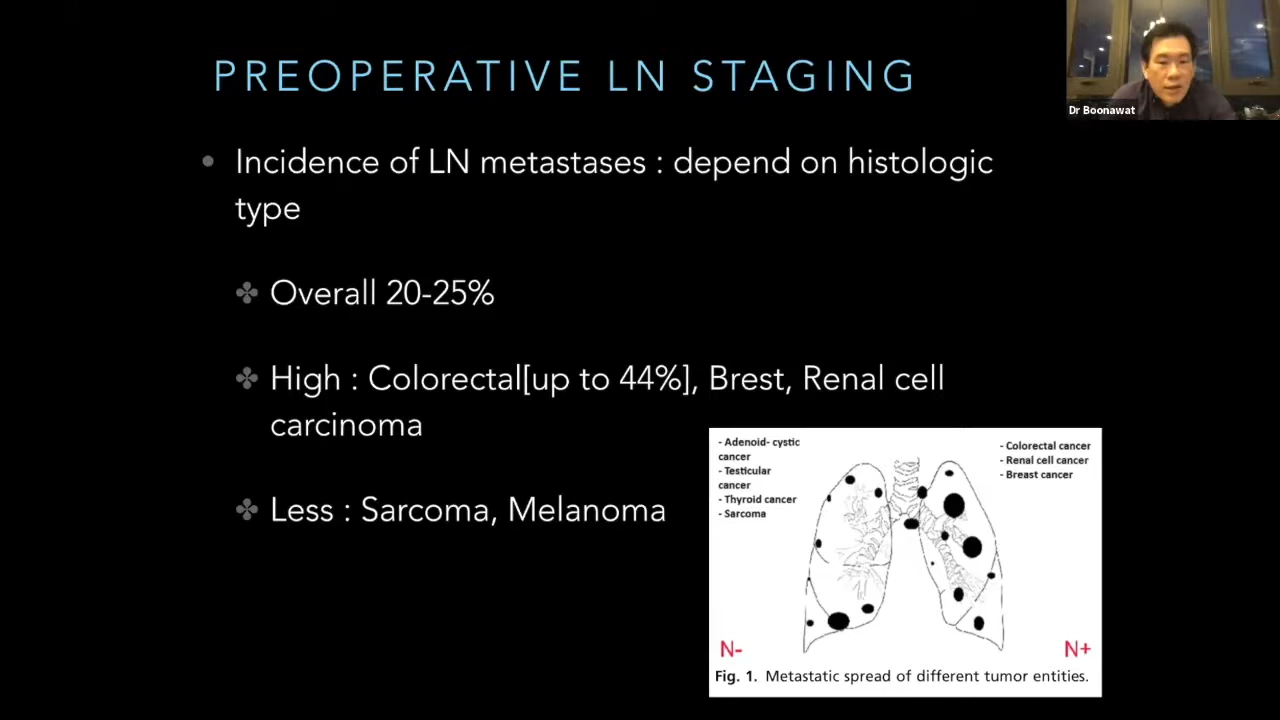 PREOPERATIVE LN STAGING
Dr Boonawat
• Incidence of LN metastases : depend on histologic
type
✤ Overall 20-25%
✤ High : Colorectal[up to 44%], Brest, Renal cell
carcinoma
✤ Less : Sarcoma, Melanoma
- Adenoid- cystic
cancer
- Testicular
cancer
- Thyroid cancer
- Sarcoma
- Colorectal cancer
- Renal cell cancer
- Breast cancer
N-
N+
Fig. 1. Metastatic spread of different tumor entities.